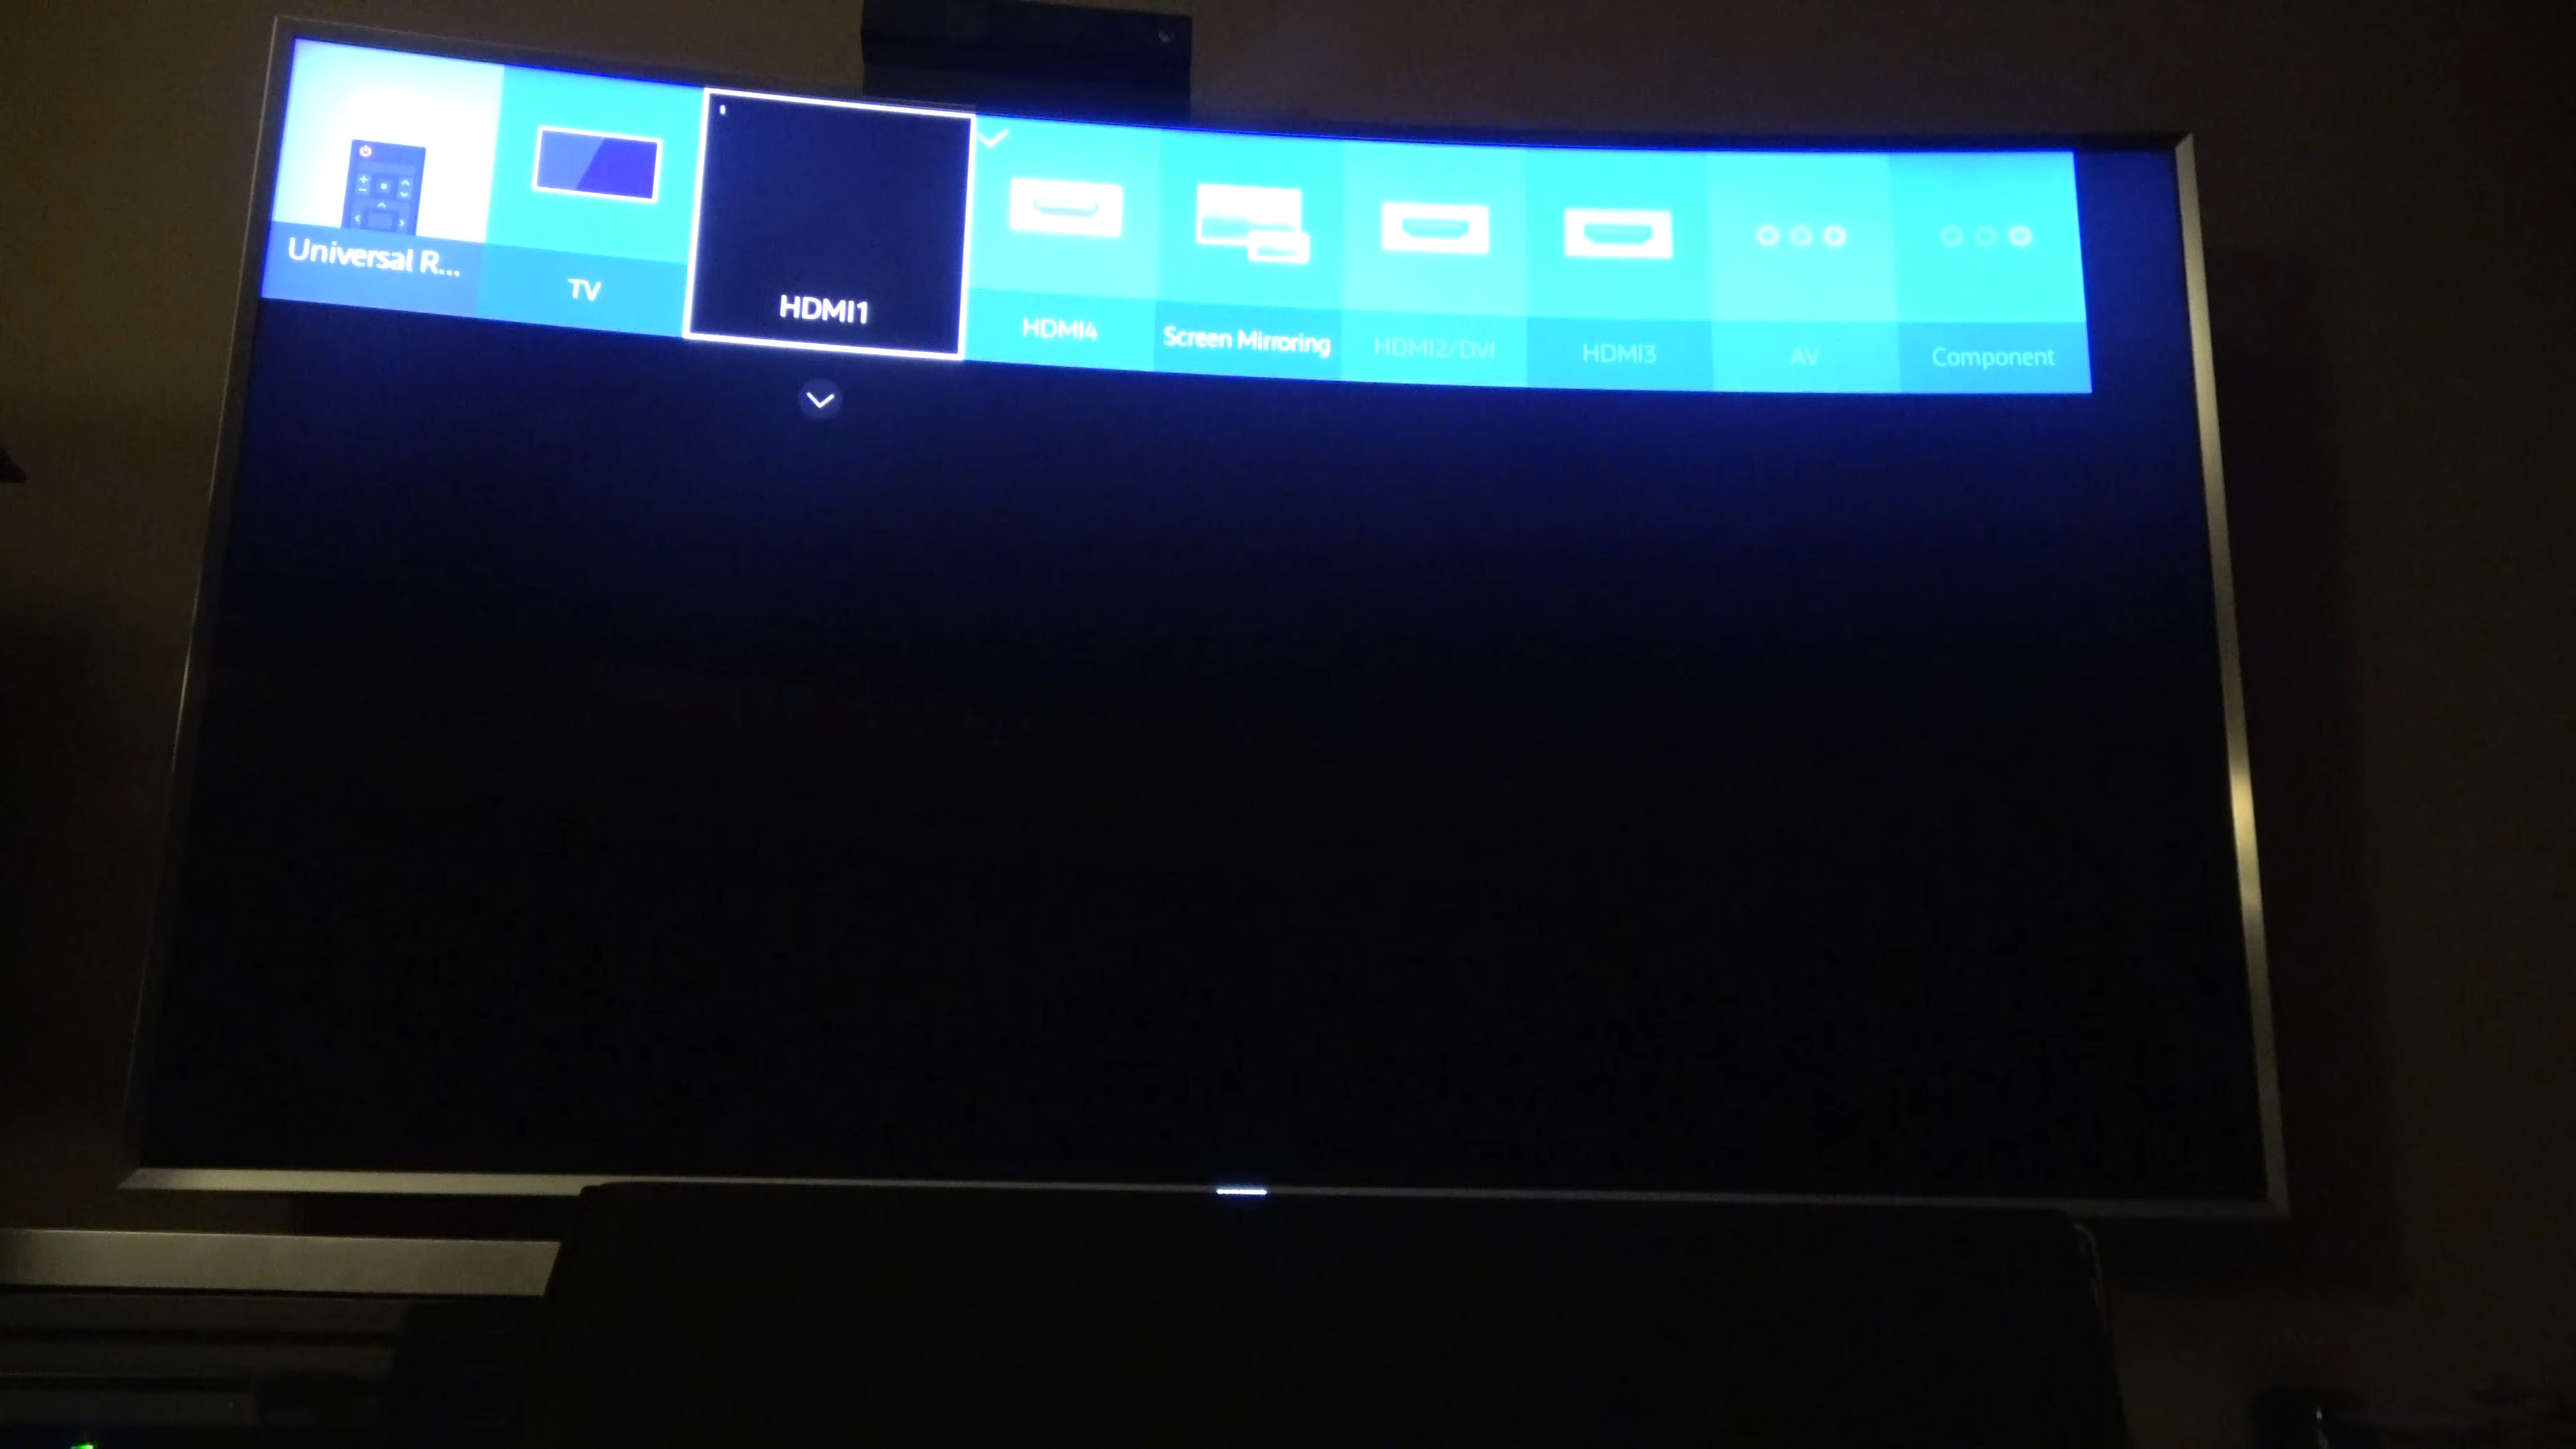 Universal R...
TV
HDMI1
HDMI4
Screen Mirroring
HDMI2/DVI
HDMI3
AV
Component